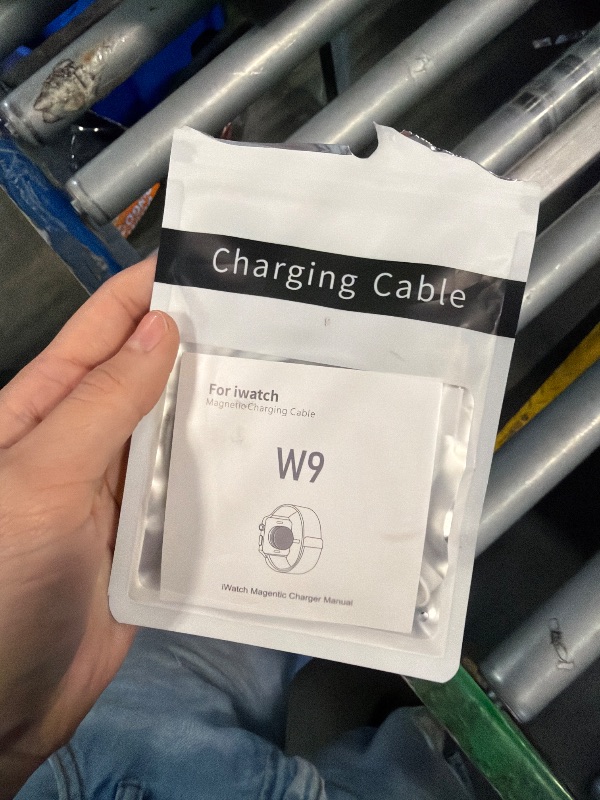 Charging Cable
For iwatch
Magnetic Charging Cable
W9
iWatch Magentic Charger Manual